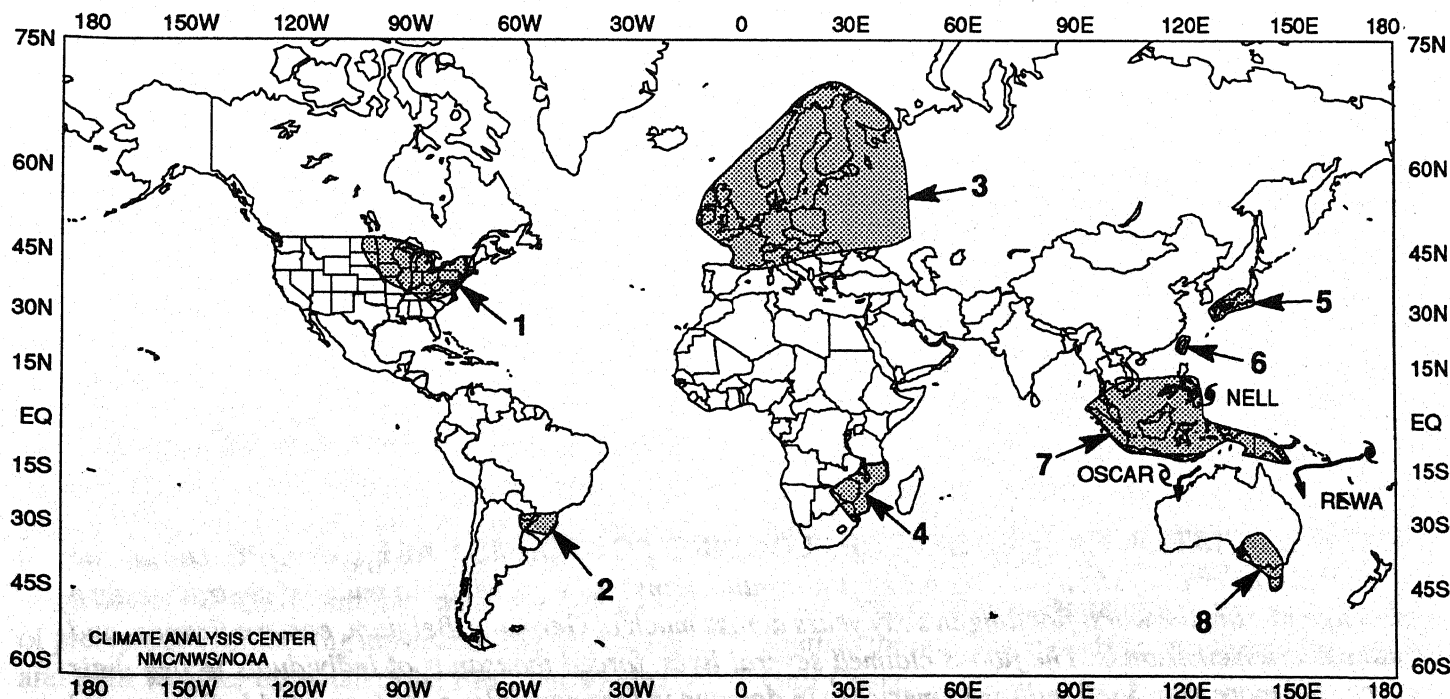 180 150W 120W 90W 60W 30W 0 30E 60E 90E 120E 150E 180
75N 75N
60N 60N
3
45N 45N
30N 5 30N
1
6
15N 15N
NELL
EQ EQ
7
15S OSCAR 15S
REWA
30S 4 30S
2
45S 45S
8
CLIMATE ANALYSIS CENTER
NMC/NWS/NOAA
60S 60S
180 150W 120W 90W 60W 30W 0 30E 60E 90E 120E 150E 180